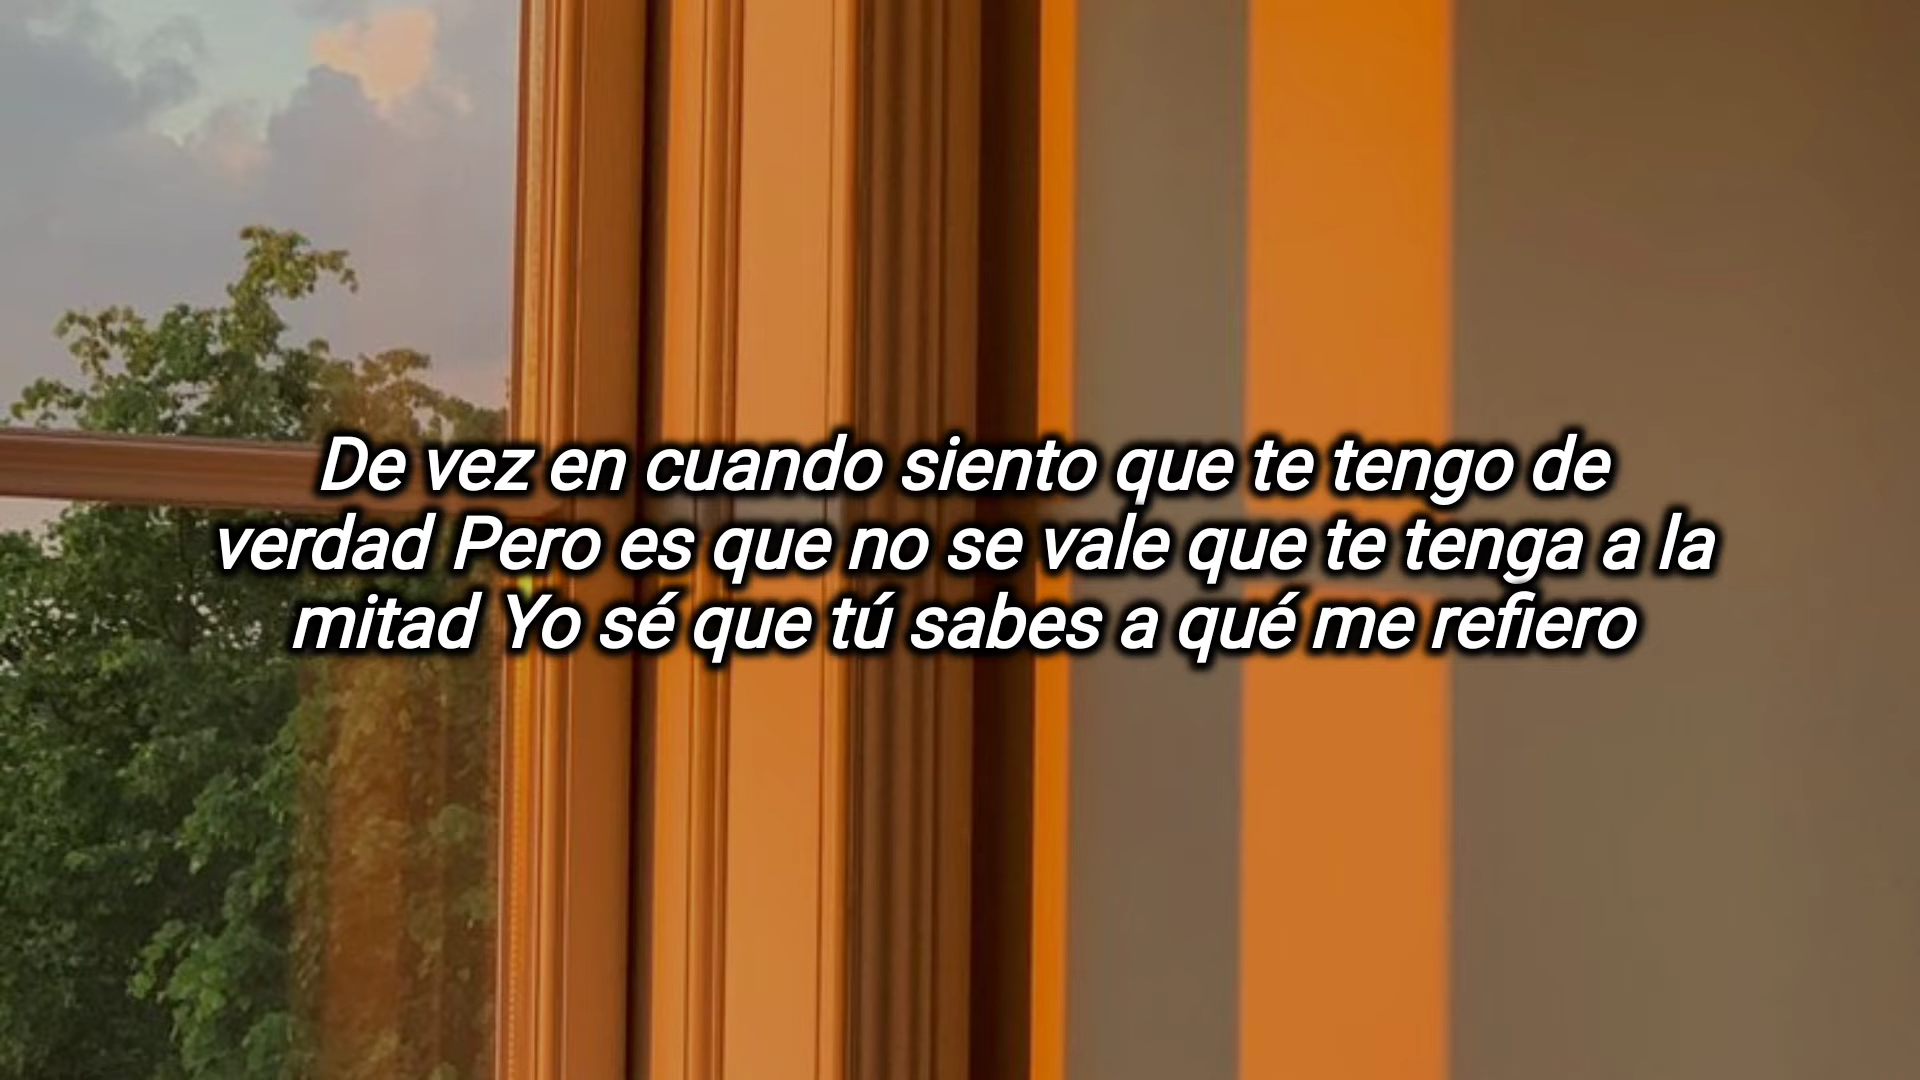 De vez en cuando siento que te tengo de
verdad Pero es que no se vale que te tenga a la
mitad Yo sé que tú sabes a qué me refiero